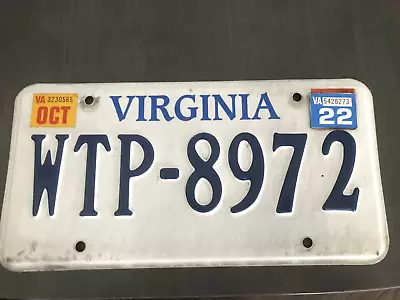 VA 3230565
OCT
VIRGINIA
VA 5426273
22
WTP-8972